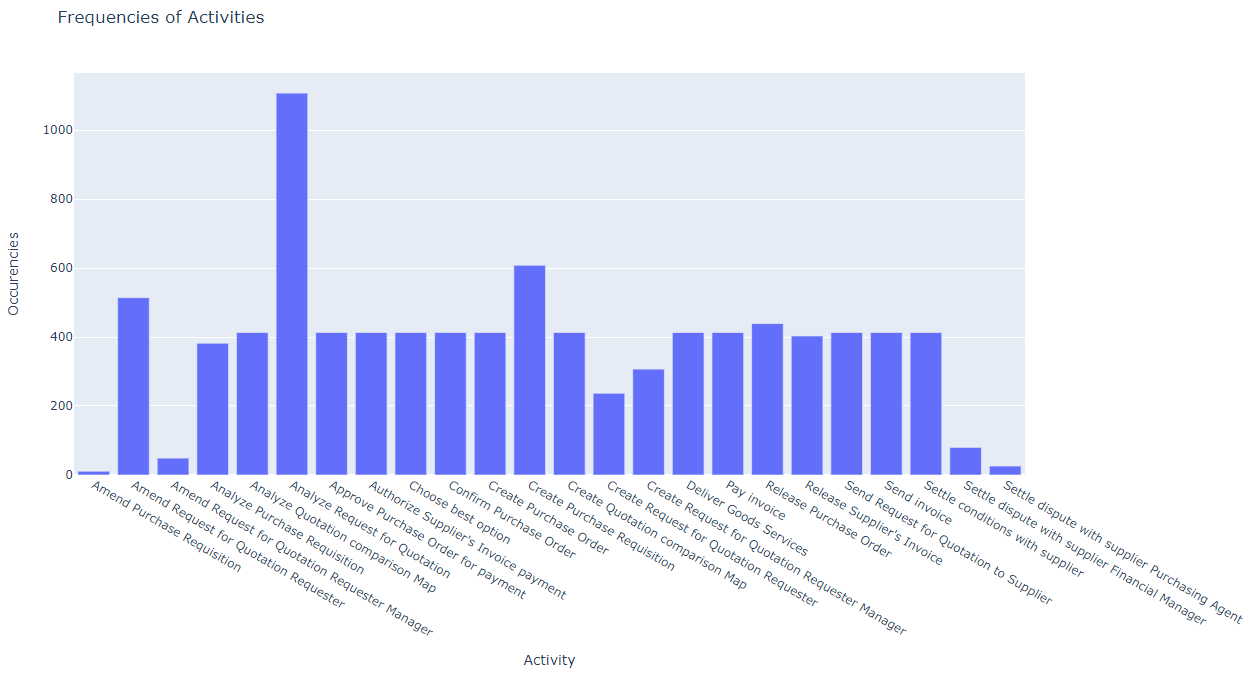 Frequencies of Activities
Occurencies
1000
800
600
400
200
0
Amend Purchase Requisition
Amend Request for Quotation Requester
Amend Request for Quotation Requester Manager
Analyze Purchase Requisition
Analyze Quotation comparison Map
Analyze Request for Quotation
Approve Purchase Order for payment
Authorize Supplier's Invoice payment
Choose best option
Confirm Purchase Order
Create Purchase Order
Create Purchase Requisition
Create Quotation comparison Map
Create Request for Quotation Requester
Create Request for Quotation Requester Manager
Deliver Goods Services
Pay invoice
Release Purchase Order
Release Supplier's Invoice
Send Request for Quotation to Supplier
Send invoice
Settle conditions with supplier
Settle dispute with supplier Financial Manager
Settle dispute with supplier Purchasing Agent
Activity